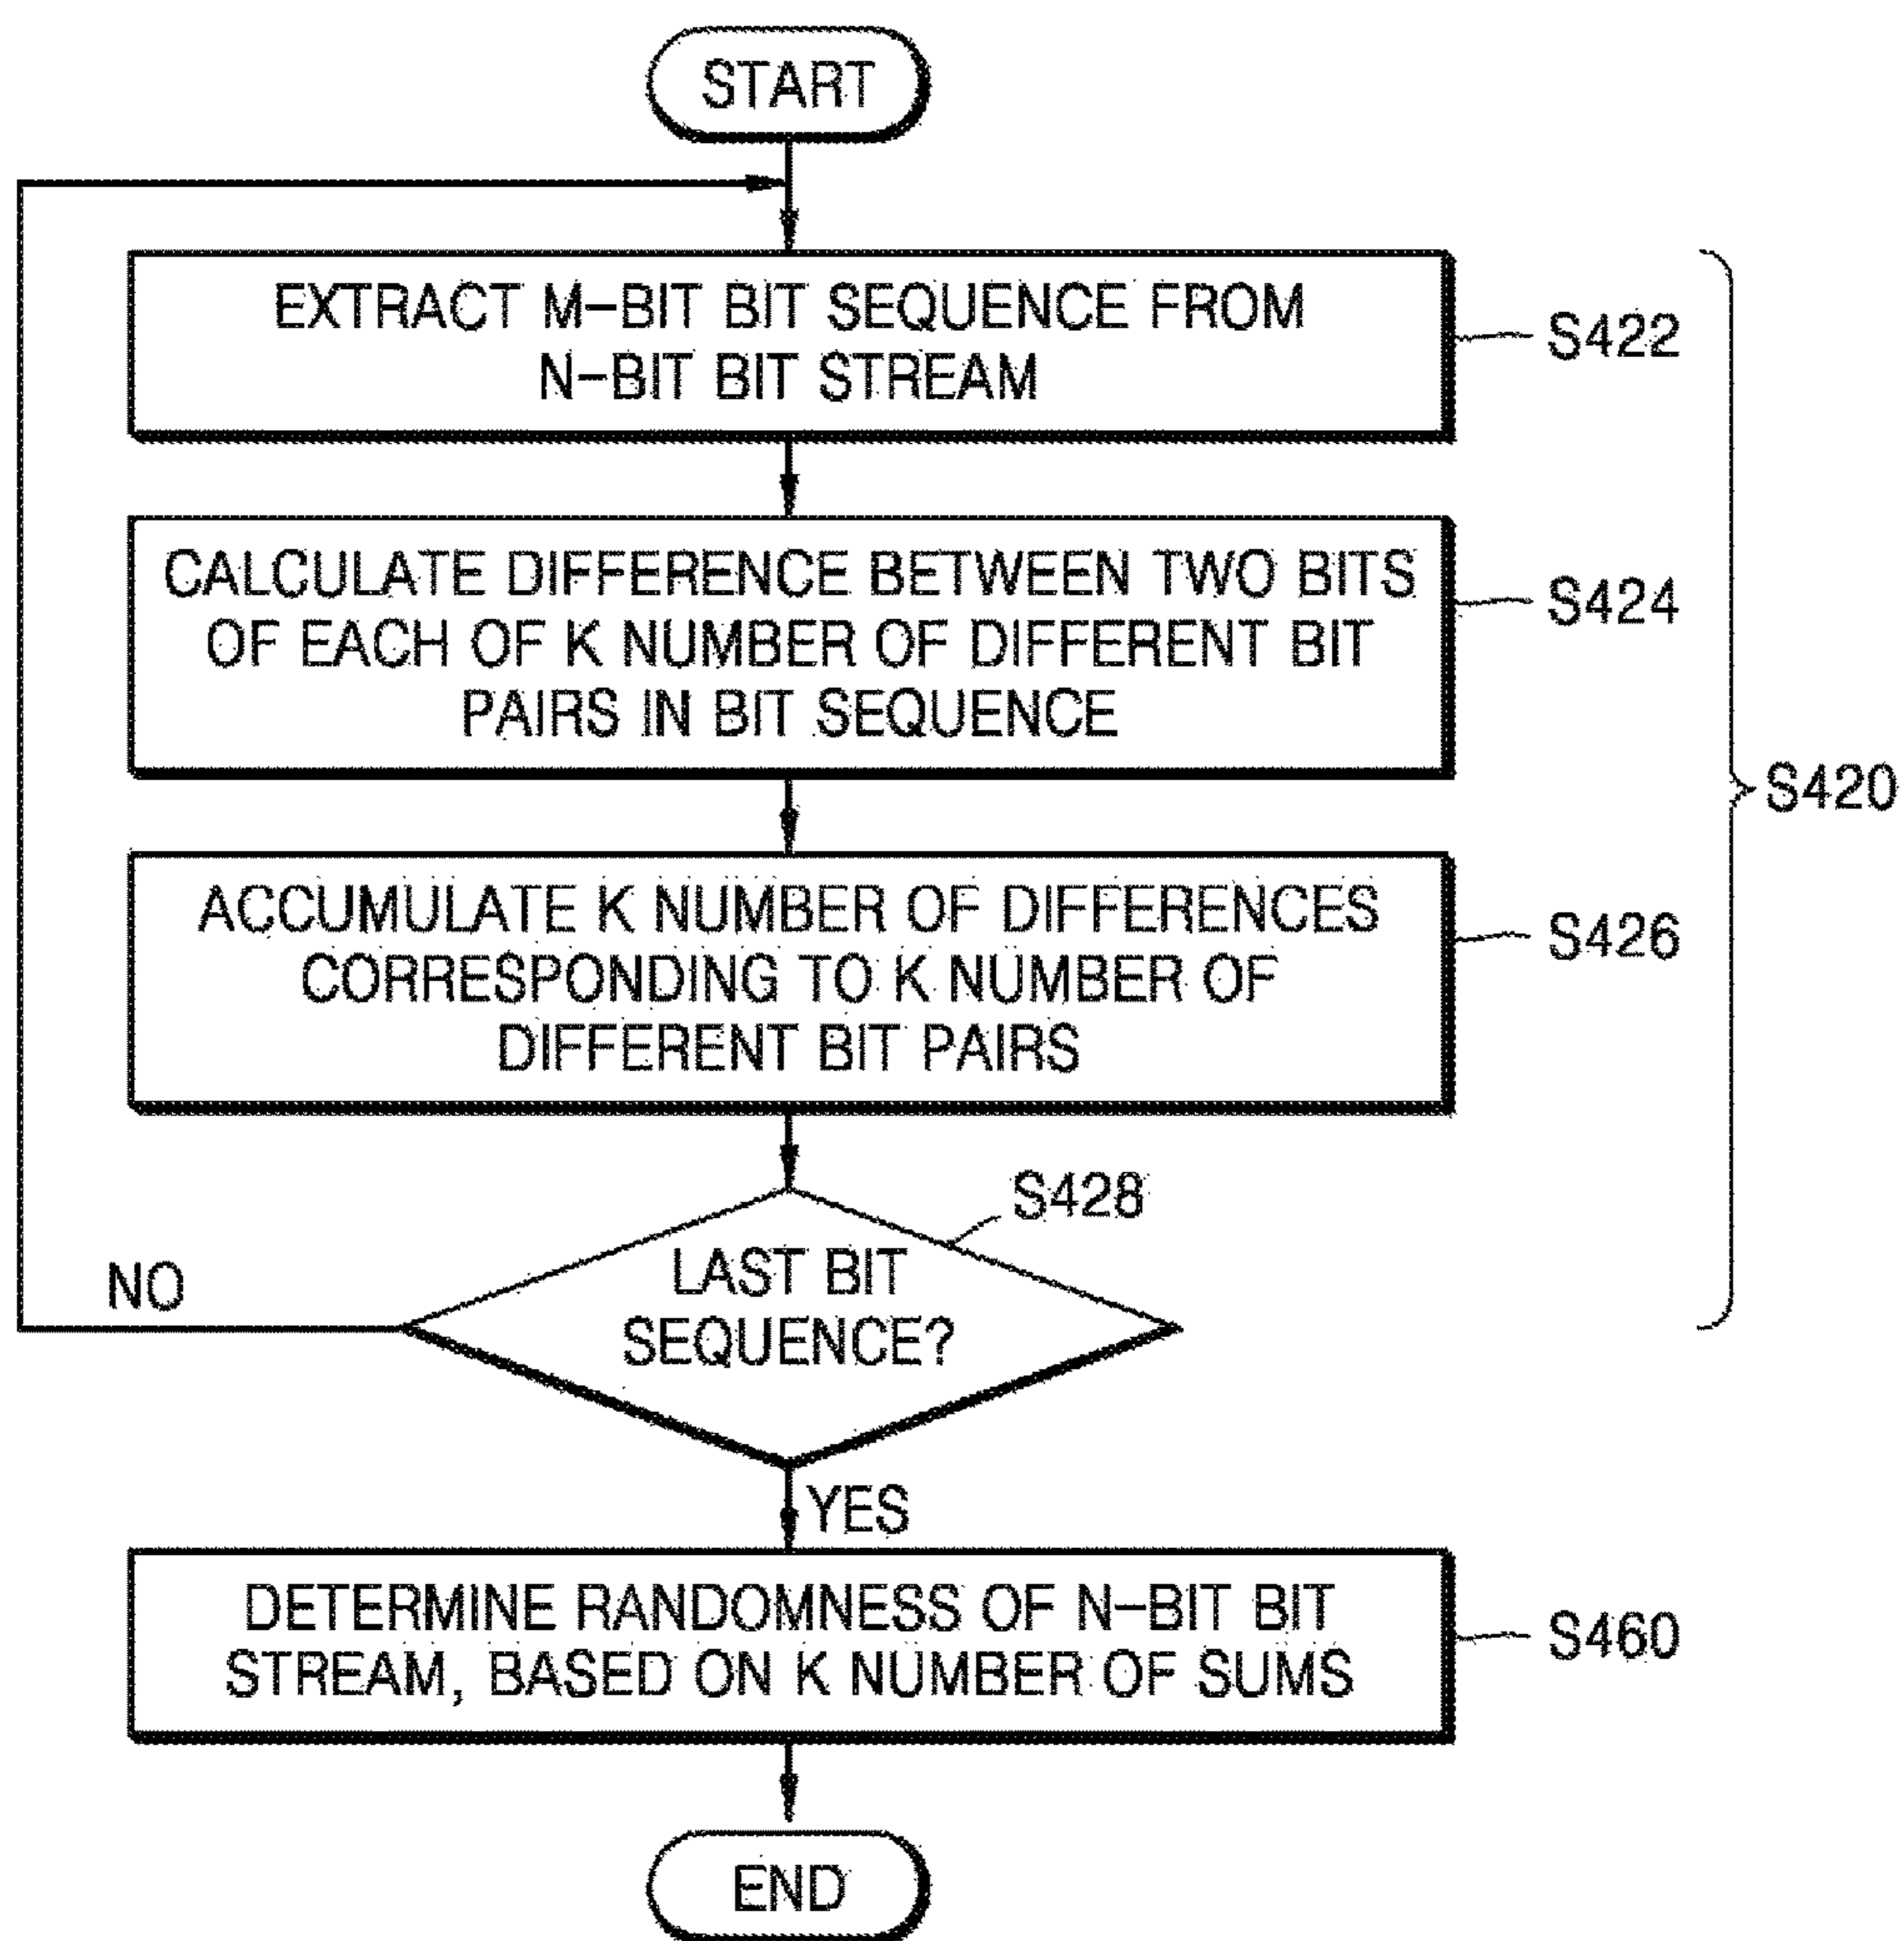 START
EXTRACT M-BIT BIT SEQUENCE FROM
N-BIT BIT STREAM
S422
CALCULATE DIFFERENCE BETWEEN TWO BITS
OF EACH OF K NUMBER OF DIFFERENT BIT
PAIRS IN BIT SEQUENCE
S424
S420
ACCUMULATE K NUMBER OF DIFFERENCES
CORRESPONDING TO K NUMBER OF
DIFFERENT BIT PAIRS
S426
S428
LAST BIT
SEQUENCE?
NO
YES
DETERMINE RANDOMNESS OF N-BIT BIT
STREAM, BASED ON K NUMBER OF SUMS
S460
END